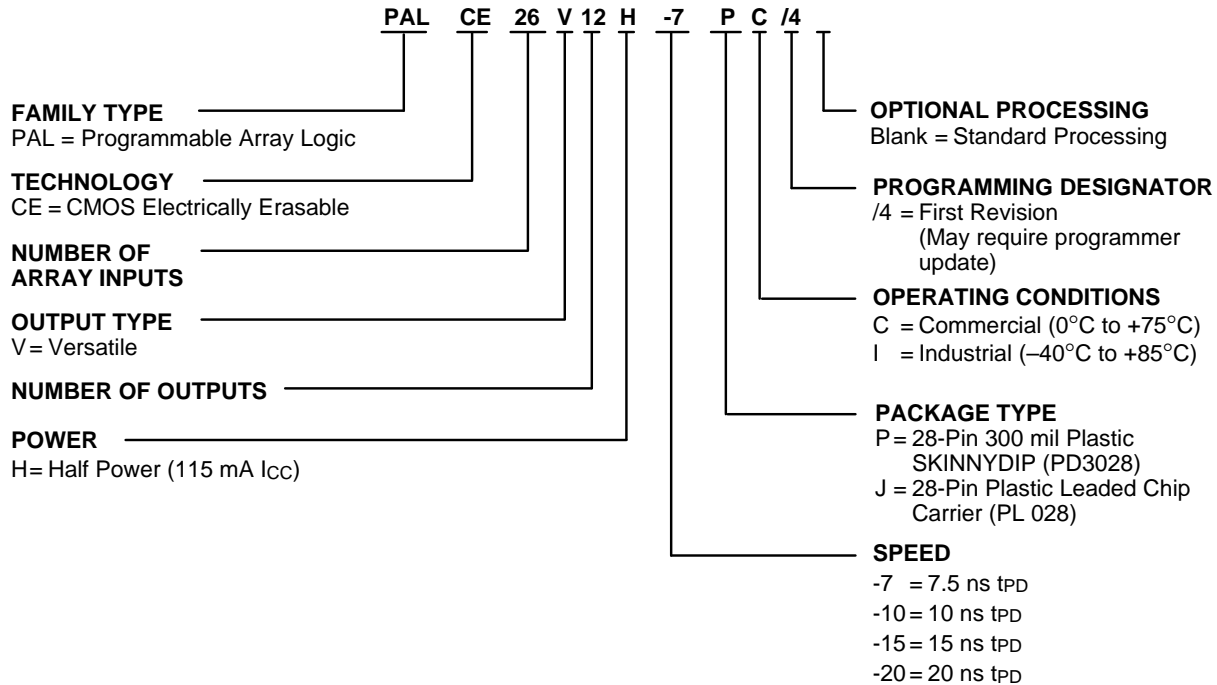 PAL CE 26 V 12 H -7 P C /4
FAMILY TYPE
PAL = Programmable Array Logic
TECHNOLOGY
CE = CMOS Electrically Erasable
NUMBER OF
ARRAY INPUTS
OUTPUT TYPE
V = Versatile
NUMBER OF OUTPUTS
POWER
H = Half Power (115 mA ICC)
OPTIONAL PROCESSING
Blank = Standard Processing
PROGRAMMING DESIGNATOR
/4 = First Revision
(May require programmer
update)
OPERATING CONDITIONS
C = Commercial (0°C to +75°C)
I = Industrial (–40°C to +85°C)
PACKAGE TYPE
P = 28-Pin 300 mil Plastic
SKINNYDIP (PD3028)
J = 28-Pin Plastic Leaded Chip
Carrier (PL 028)
SPEED
-7 = 7.5 ns tPD
-10 = 10 ns tPD
-15 = 15 ns tPD
-20 = 20 ns tPD